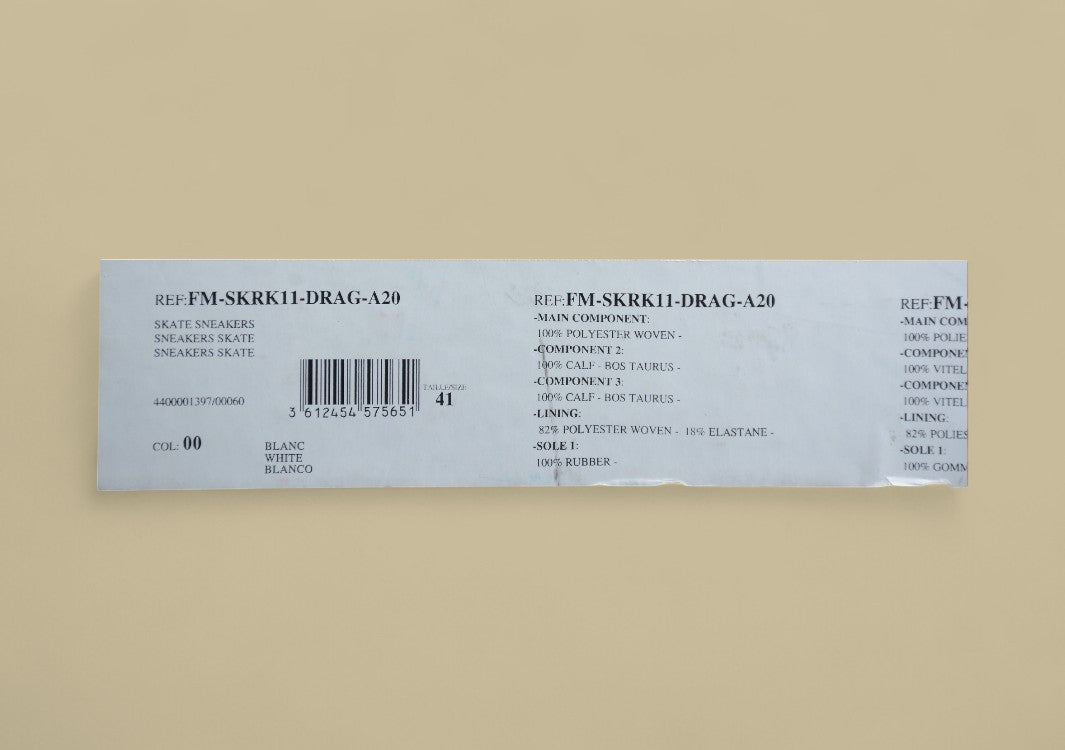 REF:FM-SKRK11-DRAG-A20
SKATE SNEAKERS
SNEAKERS SKATE
SNEAKERS SKATE
4400001397/00060
3 612454 575651
TAILLE/SIZE
41
COL: 00
BLANC
WHITE
BLANCO
REF:FM-SKRK11-DRAG-A20
-MAIN COMPONENT:
100% POLYESTER WOVEN -
-COMPONENT 2:
100% CALF - BOS TAURUS -
-COMPONENT 3:
100% CALF - BOS TAURUS -
-LINING:
82% POLYESTER WOVEN - 18% ELASTANE -
-SOLE 1:
100% RUBBER -
REF:FM-
-MAIN COM
100% POLIE
-COMPONE
100% VITEL
-COMPONE
100% VITEL
-LINING:
82% POLIES
-SOLE 1:
100% GOMM